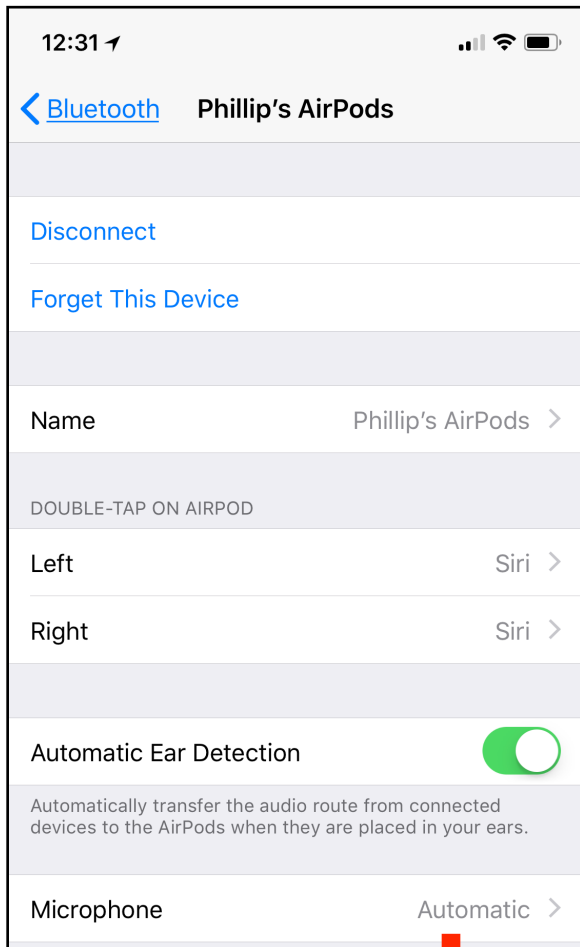 12:31
Bluetooth Phillip’s AirPods
Disconnect
Forget This Device
Name Phillip’s AirPods
DOUBLE-TAP ON AIRPOD
Left Siri
Right Siri
Automatic Ear Detection
Automatically transfer the audio route from connected
devices to the AirPods when they are placed in your ears.
Microphone Automatic